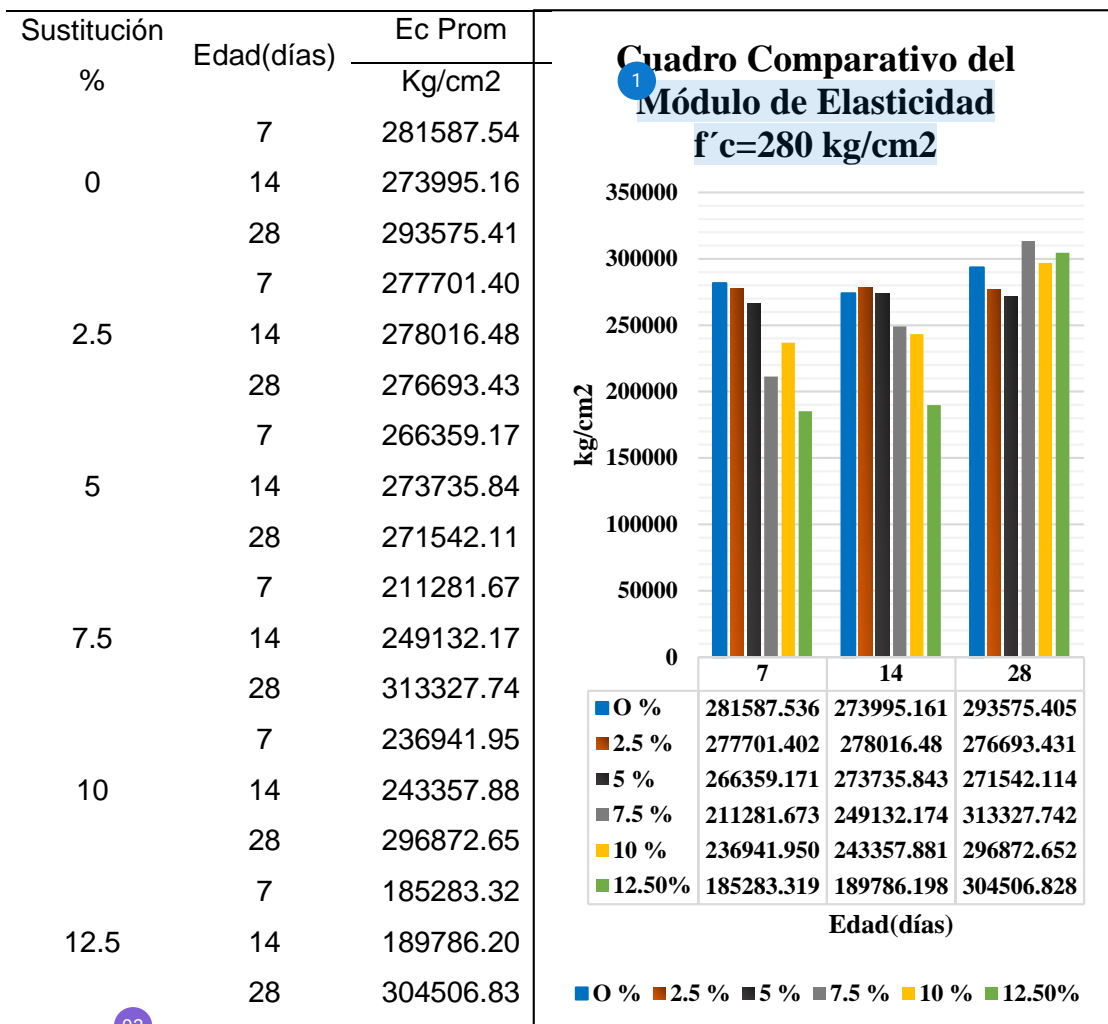 Sustitución Edad(días) Ec Prom
% Kg/cm2
7 281587.54
0 14 273995.16
28 293575.41
7 277701.40
2.5 14 278016.48
28 276693.43
7 266359.17
5 14 273735.84
28 271542.11
7 211281.67
7.5 14 249132.17
28 313327.74
7 236941.95
10 14 243357.88
28 296872.65
7 185283.32
12.5 14 189786.20
28 304506.83
Cuadro Comparativo del
1
Módulo de Elasticidad
f´c=280 kg/cm2
350000
300000
250000
200000
150000
100000
50000
0
kg/cm2
7 14 28
O % 281587.536 273995.161 293575.405
2.5 % 277701.402 278016.48 276693.431
5 % 266359.171 273735.843 271542.114
7.5 % 211281.673 249132.174 313327.742
10 % 236941.950 243357.881 296872.652
12.50% 185283.319 189786.198 304506.828
Edad(días)
O % 2.5 % 5 % 7.5 % 10 % 12.50%